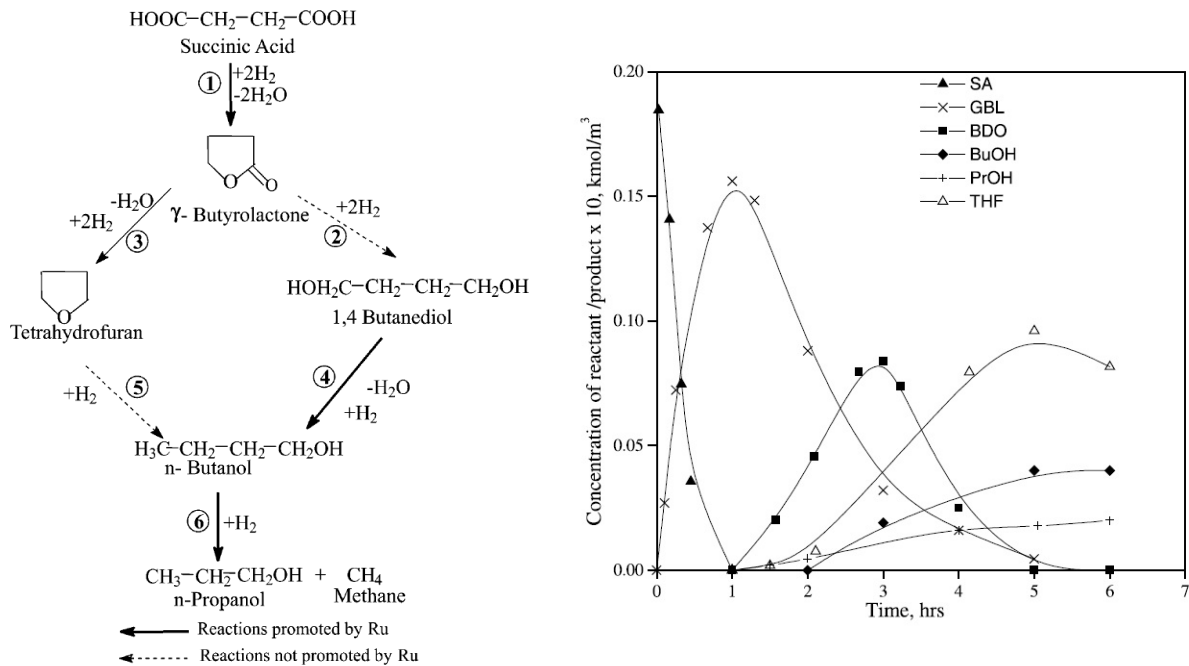 HOOC-CH2-CH2-COOH
Succinic Acid
1
+2H2
-2H2O
O
O
γ- Butyrolactone
-H2O
+2H2
3
+2H2
2
O
Tetrahydrofuran
HOH2C-CH2-CH2-CH2OH
1,4 Butanediol
+H2
5
4
-H2O
+H2
H3C-CH2-CH2-CH2OH
n- Butanol
6
+H2
CH3-CH2-CH2OH + CH4
n-Propanol Methane
Reactions promoted by Ru
Reactions not promoted by Ru
Concentration of reactant /product x 10, kmol/m3
0.20
0.15
0.10
0.05
0.00
SA
GBL
BDO
BuOH
PrOH
THF
0 1 2 3 4 5 6 7
Time, hrs